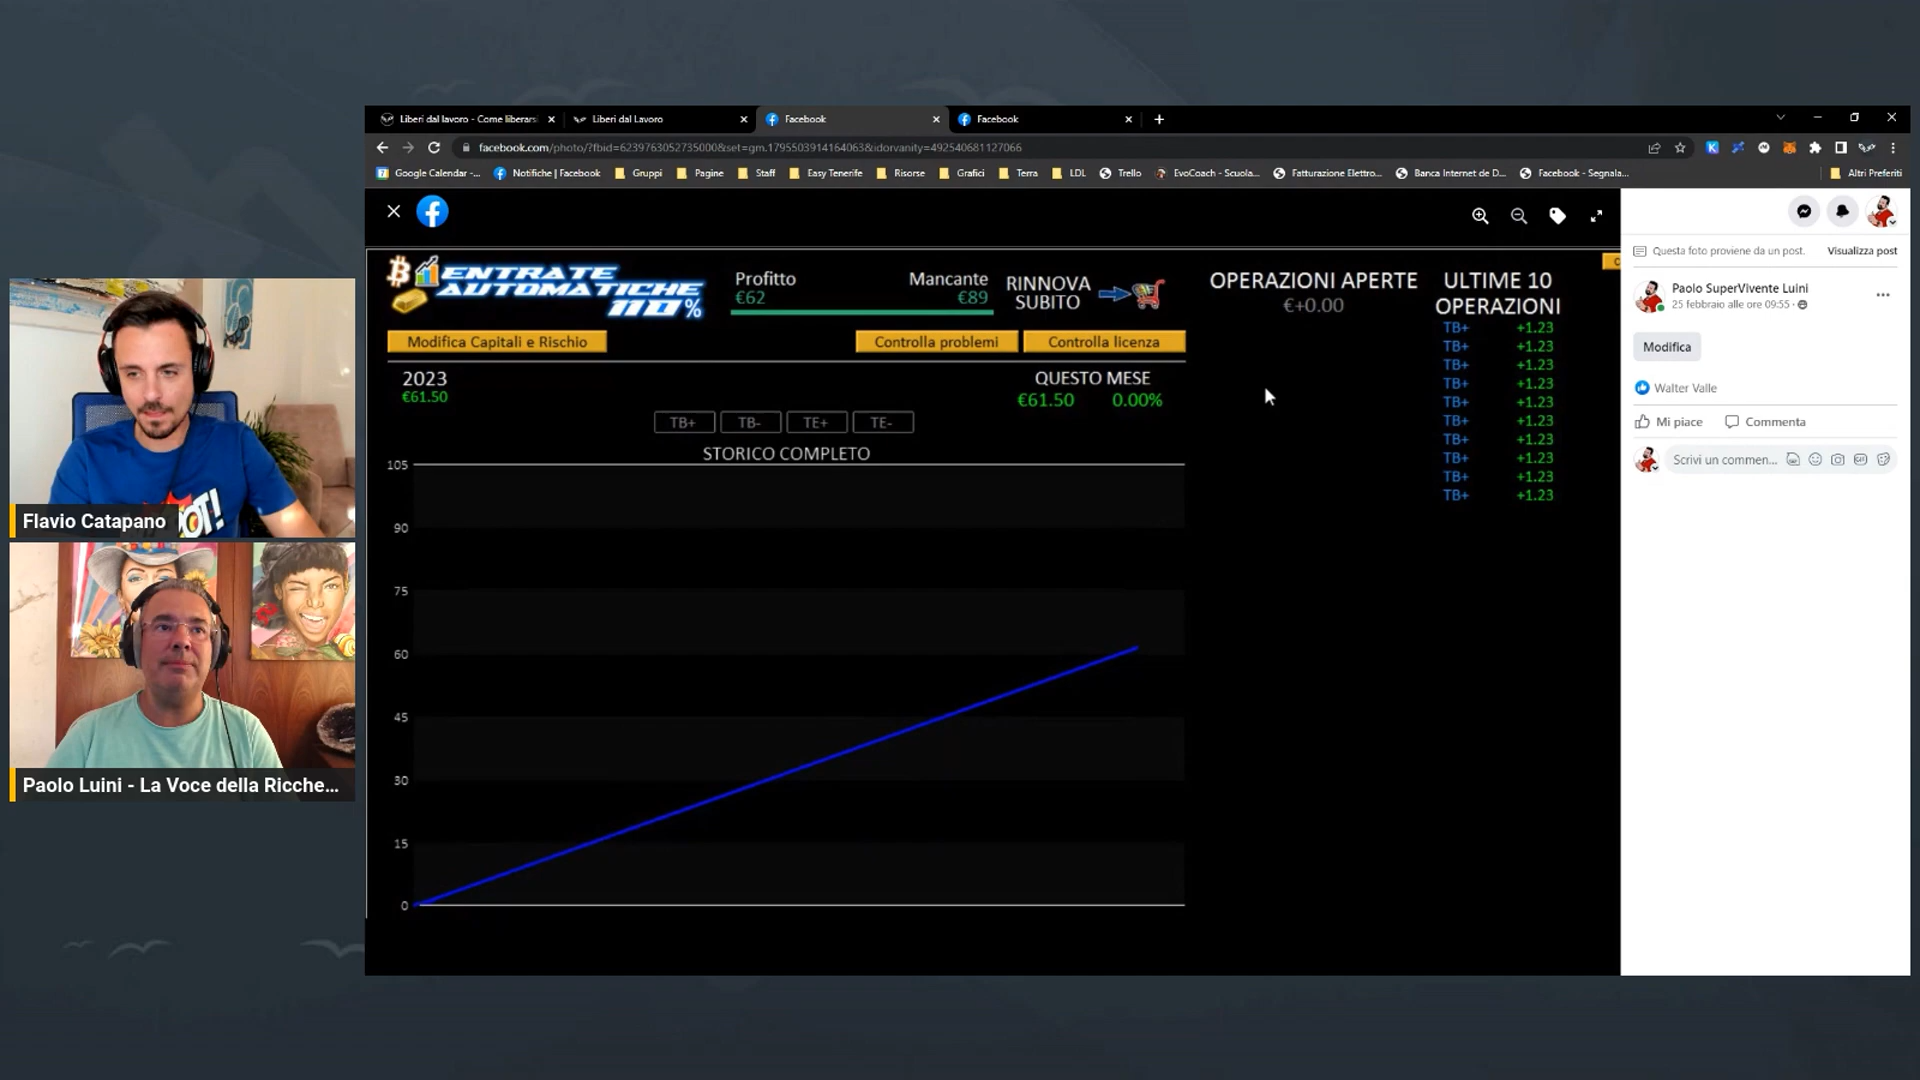 Liberi dal lavoro - Come liberarsi
Liberi dal Lavoro
Facebook
Facebook
facebook.com/photo/?fbid=6239763052735000&set=gm.1795503914164063&idorvanity=492540681127066
Google Calendar -...
Notifiche | Facebook
Gruppi
Pagine
Staff
Easy Tenerife
Risorse
Grafici
Terra
LDL
Trello
EvoCoach - Scuola...
Fatturazione Elettro...
Banca Internet de D...
Facebook - Segnala...
Altri Preferiti
ENTRATE
AUTOMATICHE
110%
Profitto
€62
Mancante
€89
RINNOVA
SUBITO
Modifica Capitali e Rischio
Controlla problemi
Controlla licenza
2023
€61.50
QUESTO MESE
€61.50 0.00%
TB+ TB- TE+ TE-
STORICO COMPLETO
105
90
75
60
45
30
15
0
OPERAZIONI APERTE
€+0.00
ULTIME 10
OPERAZIONI
TB+ +1.23
TB+ +1.23
TB+ +1.23
TB+ +1.23
TB+ +1.23
TB+ +1.23
TB+ +1.23
TB+ +1.23
TB+ +1.23
TB+ +1.23
Questa foto proviene da un post.
Visualizza post
Paolo SuperVivente Luini
25 febbraio alle ore 09:55
Modifica
Walter Valle
Mi piace
Commenta
Scrivi un commen...
OT!
Flavio Catapano
Paolo Luini - La Voce della Ricche...